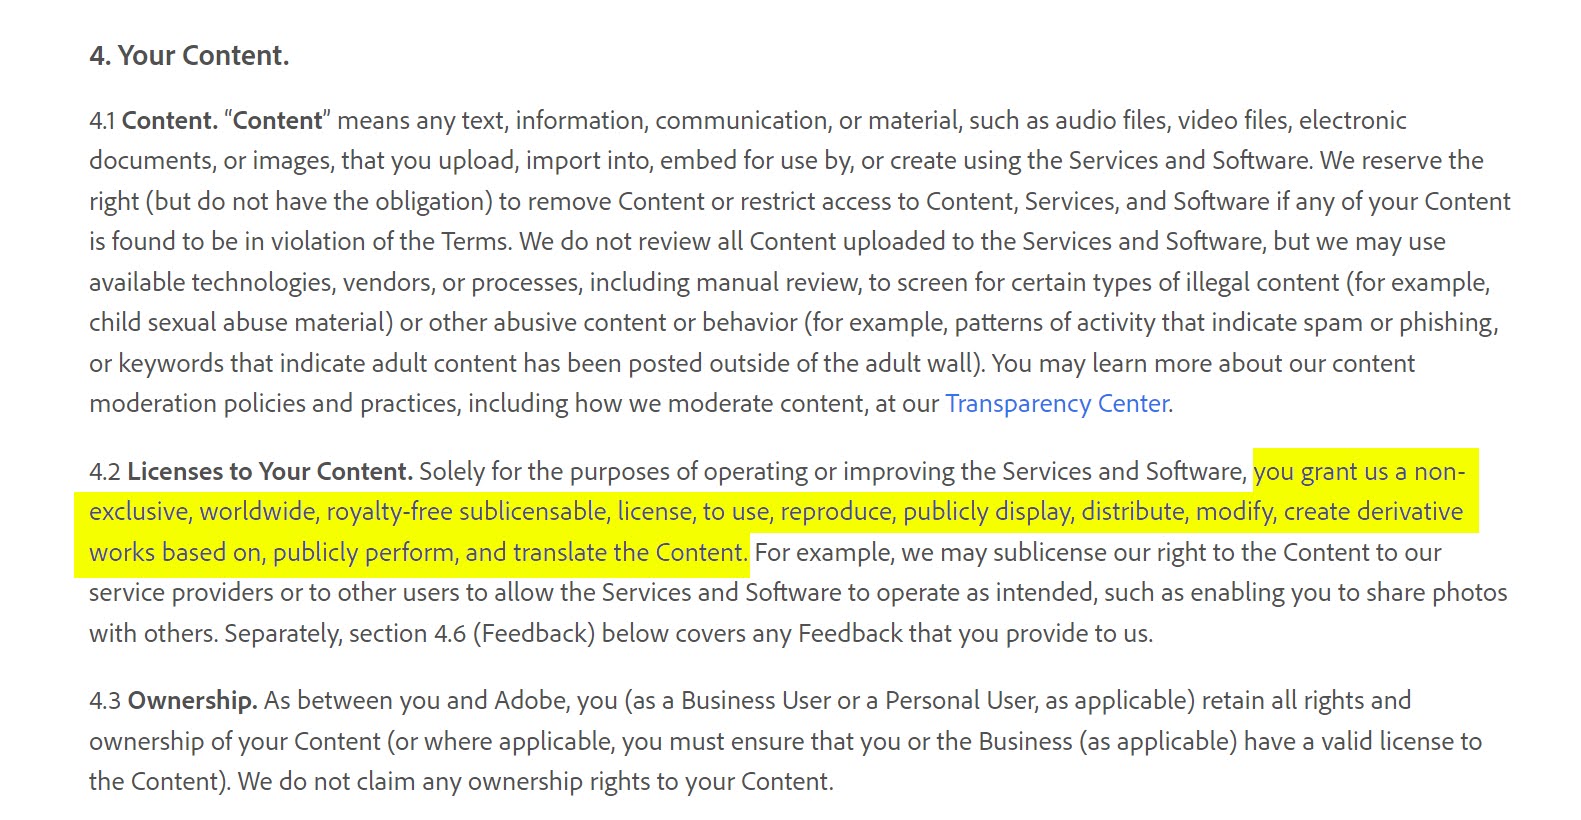 4. Your Content.
4.1 Content. “Content” means any text, information, communication, or material, such as audio files, video files, electronic
documents, or images, that you upload, import into, embed for use by, or create using the Services and Software. We reserve the
right (but do not have the obligation) to remove Content or restrict access to Content, Services, and Software if any of your Content
is found to be in violation of the Terms. We do not review all Content uploaded to the Services and Software, but we may use
available technologies, vendors, or processes, including manual review, to screen for certain types of illegal content (for example,
child sexual abuse material) or other abusive content or behavior (for example, patterns of activity that indicate spam or phishing,
or keywords that indicate adult content has been posted outside of the adult wall). You may learn more about our content
moderation policies and practices, including how we moderate content, at our Transparency Center.
4.2 Licenses to Your Content. Solely for the purposes of operating or improving the Services and Software, you grant us a non-
exclusive, worldwide, royalty-free sublicensable, license, to use, reproduce, publicly display, distribute, modify, create derivative
works based on, publicly perform, and translate the Content. For example, we may sublicense our right to the Content to our
service providers or to other users to allow the Services and Software to operate as intended, such as enabling you to share photos
with others. Separately, section 4.6 (Feedback) below covers any Feedback that you provide to us.
4.3 Ownership. As between you and Adobe, you (as a Business User or a Personal User, as applicable) retain all rights and
ownership of your Content (or where applicable, you must ensure that you or the Business (as applicable) have a valid license to
the Content). We do not claim any ownership rights to your Content.